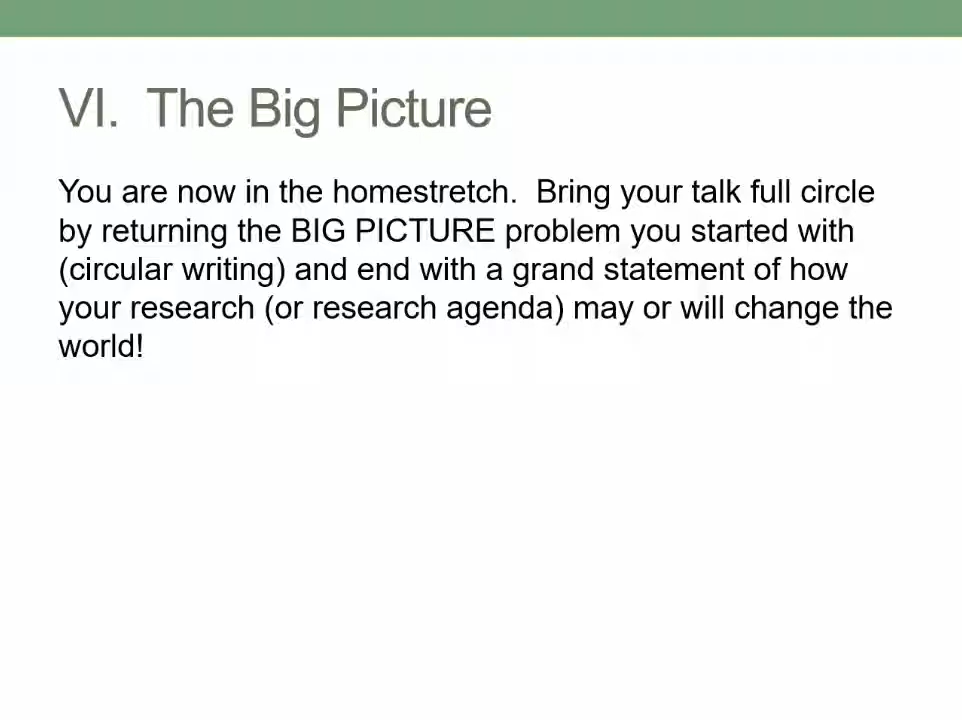 VI.  The Big Picture
You are now in the homestretch.  Bring your talk full circle
by returning the BIG PICTURE problem you started with
(circular writing) and end with a grand statement of how
your research (or research agenda) may or will change the
world!